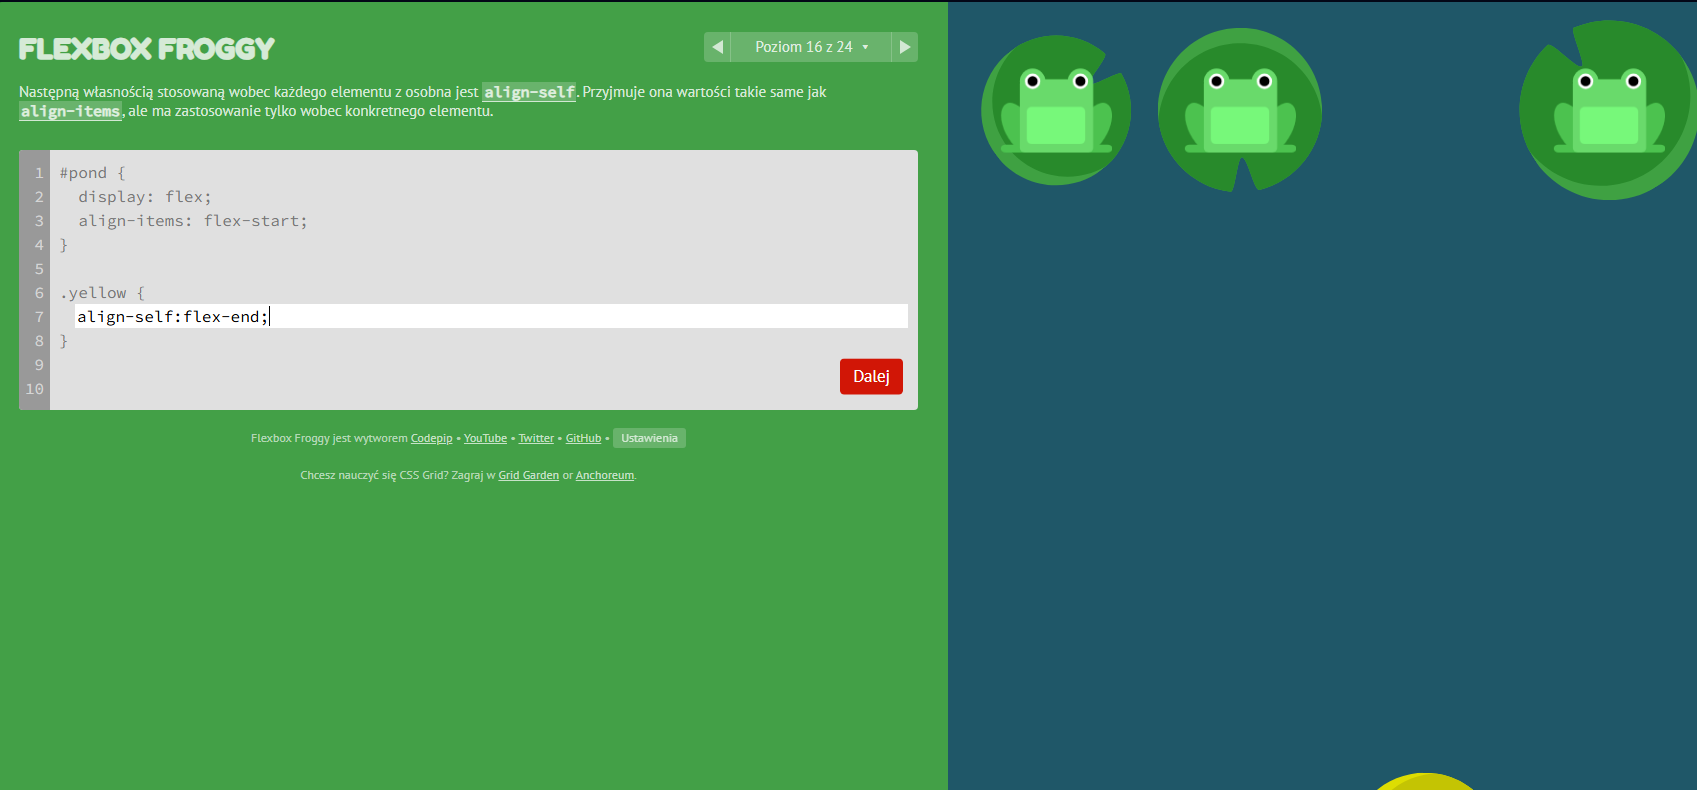 FLEXBOX FROGGY
Poziom 16 z 24
Następną własnością stosowaną wobec każdego elementu z osobna jest align-self. Przyjmuje ona wartości takie same jak
align-items, ale ma zastosowanie tylko wobec konkretnego elementu.
1 #pond {
2 display: flex;
3 align-items: flex-start;
4 }
5
6 .yellow {
7 align-self:flex-end;
8 }
9
10
Dalej
Flexbox Froggy jest wytworem Codepip • YouTube • Twitter • GitHub • Ustawienia
Chcesz nauczyć się CSS Grid? Zagraj w Grid Garden or Anchoreum.